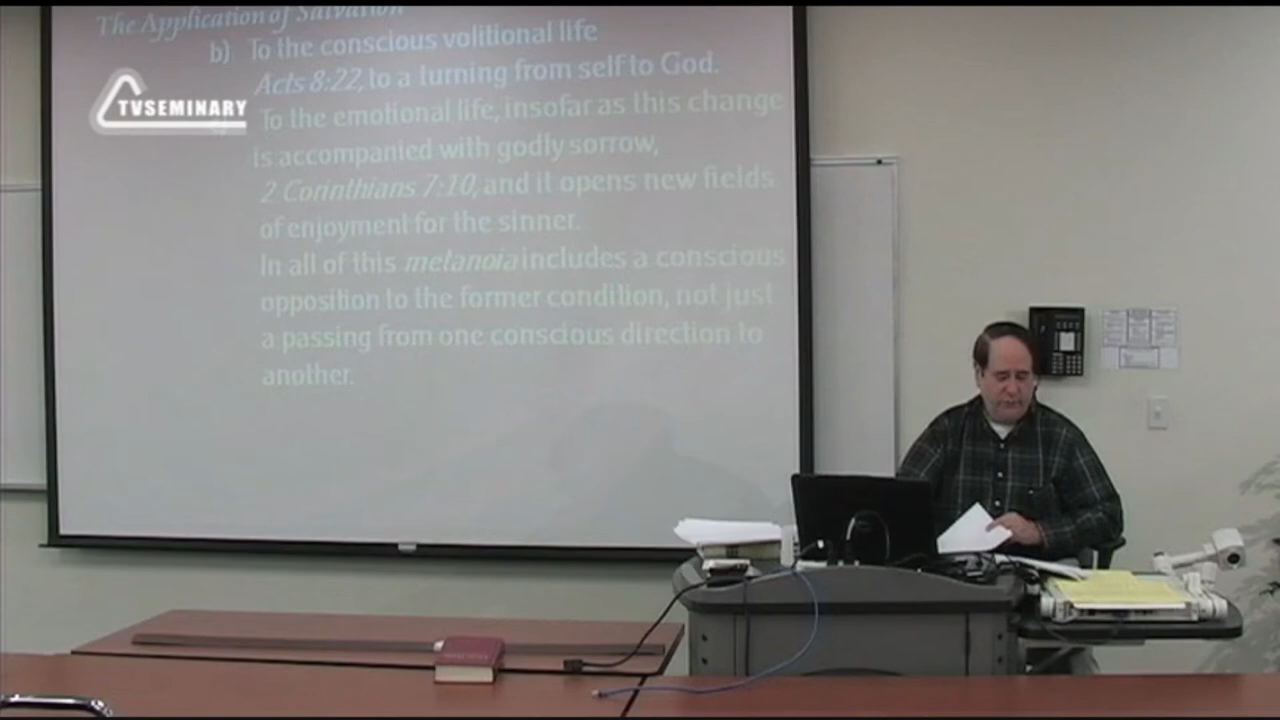 The Application of Salvation
b) To the conscious volitional life
Acts 8:22, to a turning from self to God.
TVSEMINARY
To the emotional life, insofar as this change
is accompanied with godly sorrow,
2 Corinthians 7:10, and it opens new fields
of enjoyment for the sinner.
In all of this metanoia includes a conscious
opposition to the former condition, not just
a passing from one conscious direction to
another.